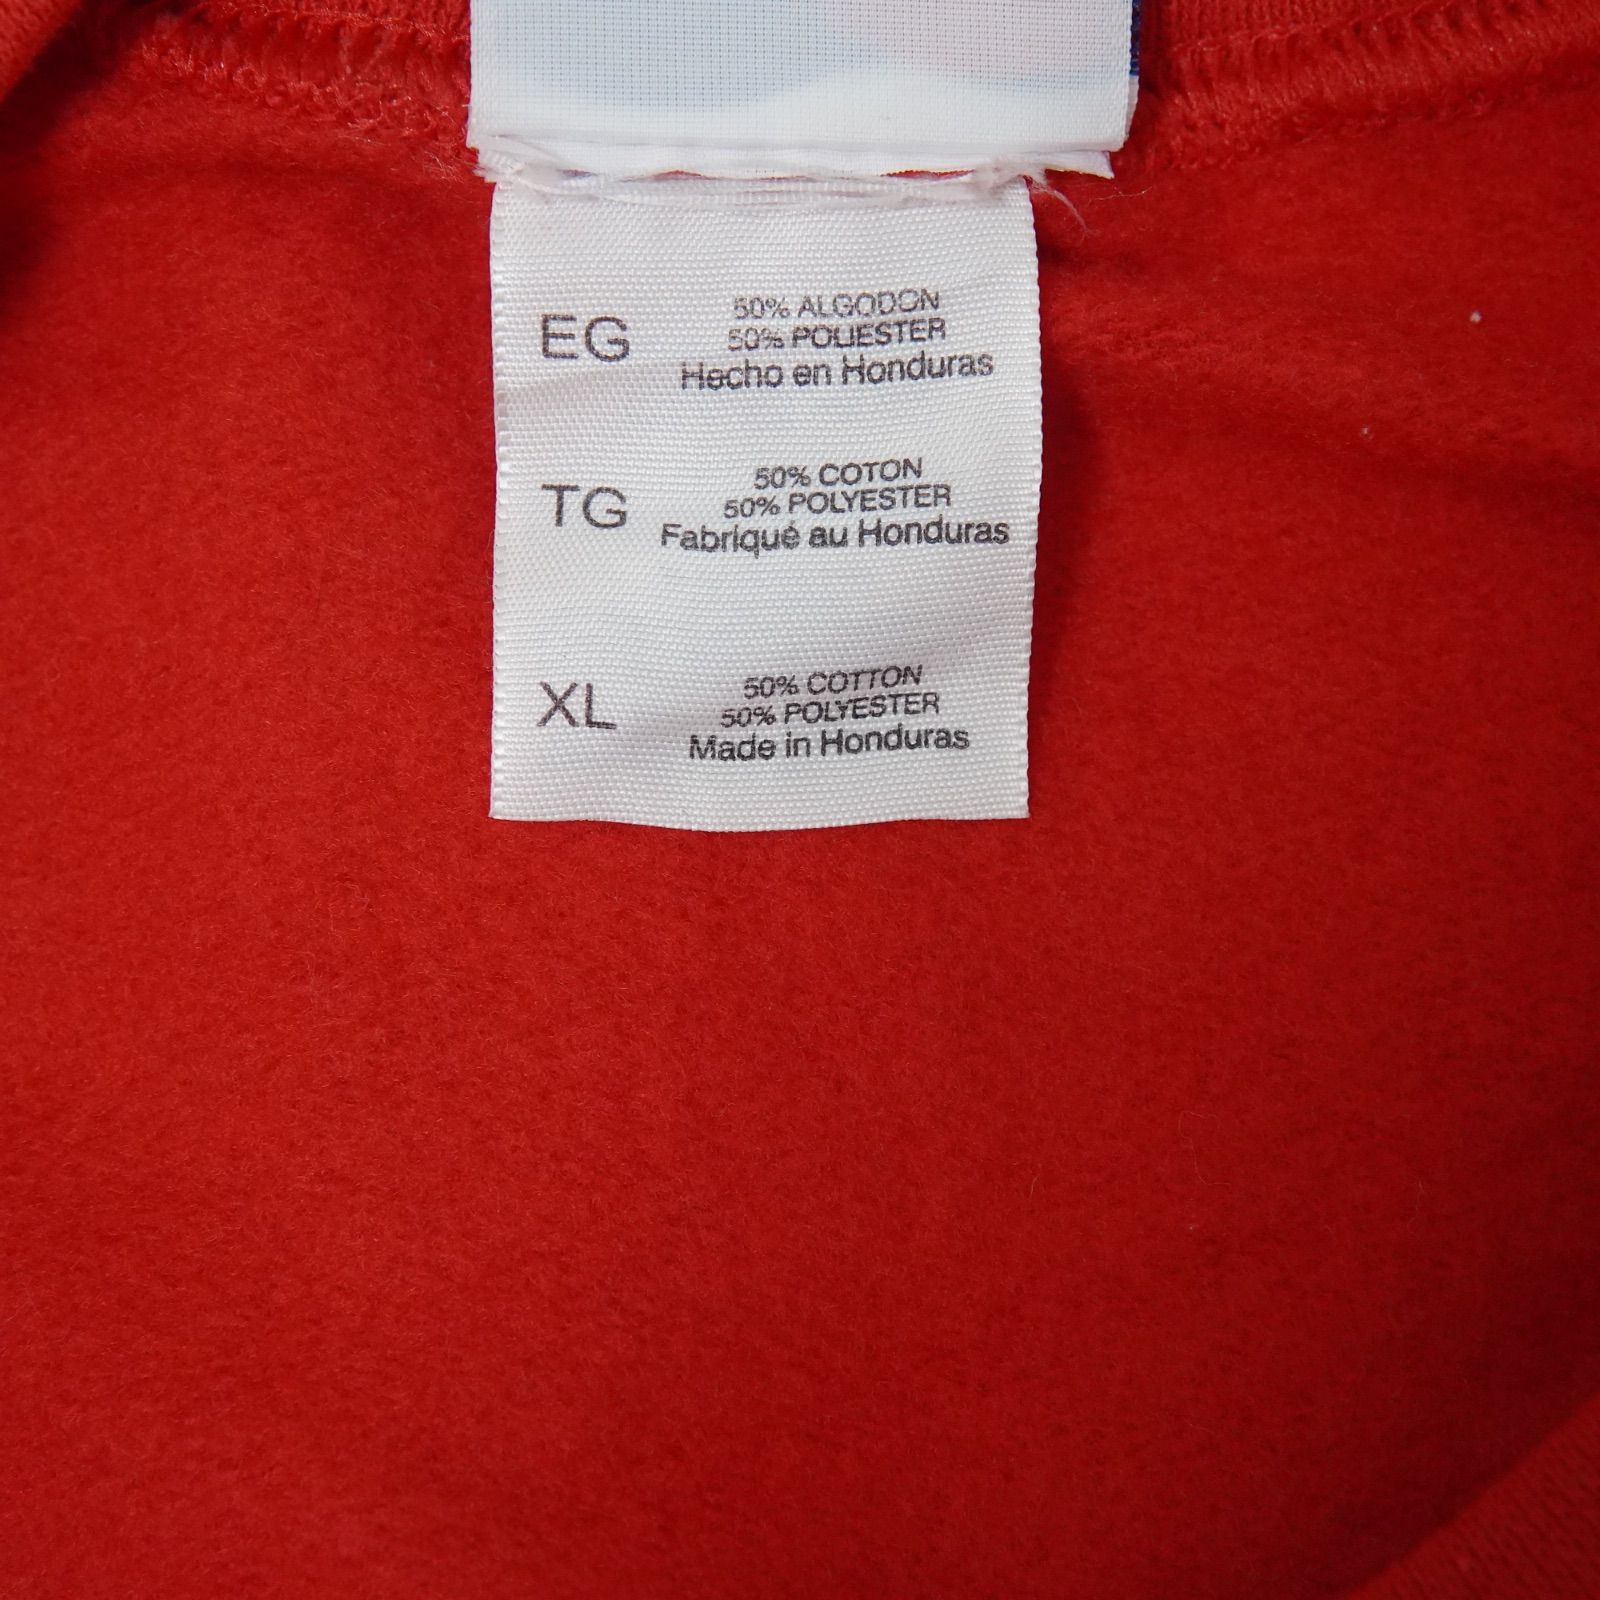 EG
50% ALGODON
50% POLIESTER
Hecho en Honduras
TG
50% COTON
50% POLYESTER
Fabriqué au Honduras
XL
50% COTTON
50% POLYESTER
Made in Honduras